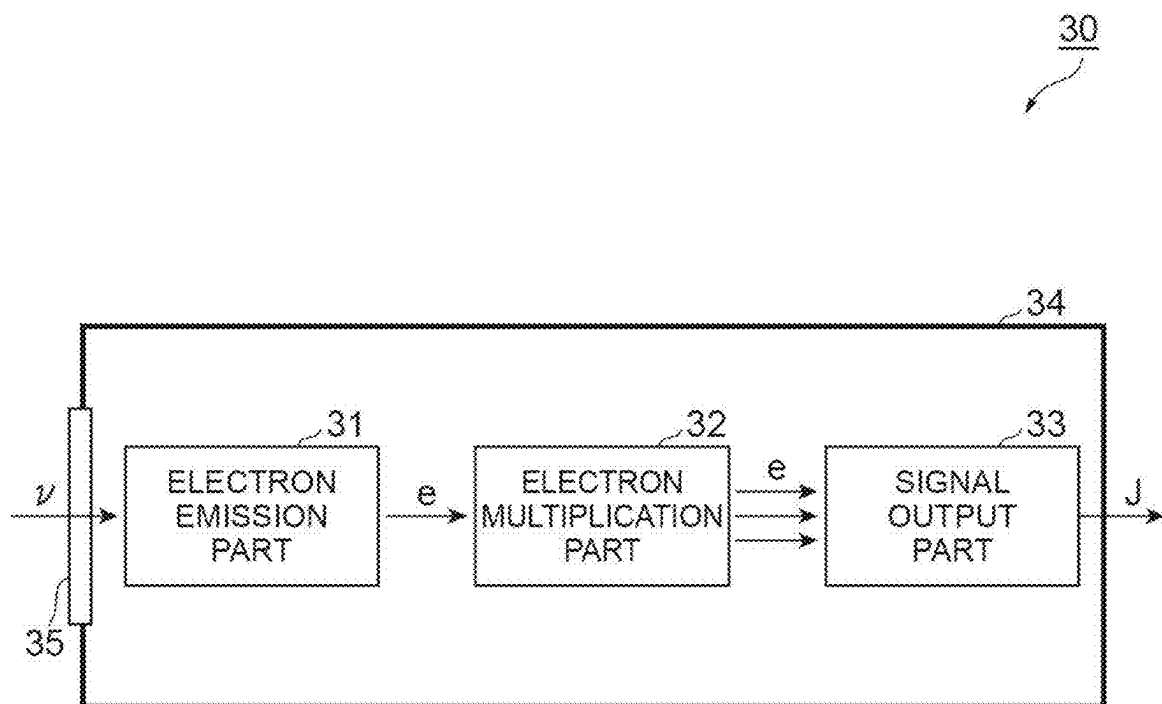 30
34
31
32
33
ELECTRON
EMISSION
PART
ELECTRON
MULTIPLICATION
PART
SIGNAL
OUTPUT
PART
ν
e
e
J
35